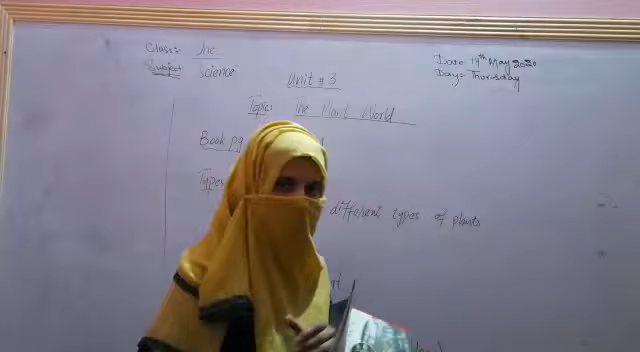 Class:- One
Subject: Science
Date: 14th May 2020
Day: Thursday
Unit # 3
Topic: The Plant World
Book pg
Types
different types of plants